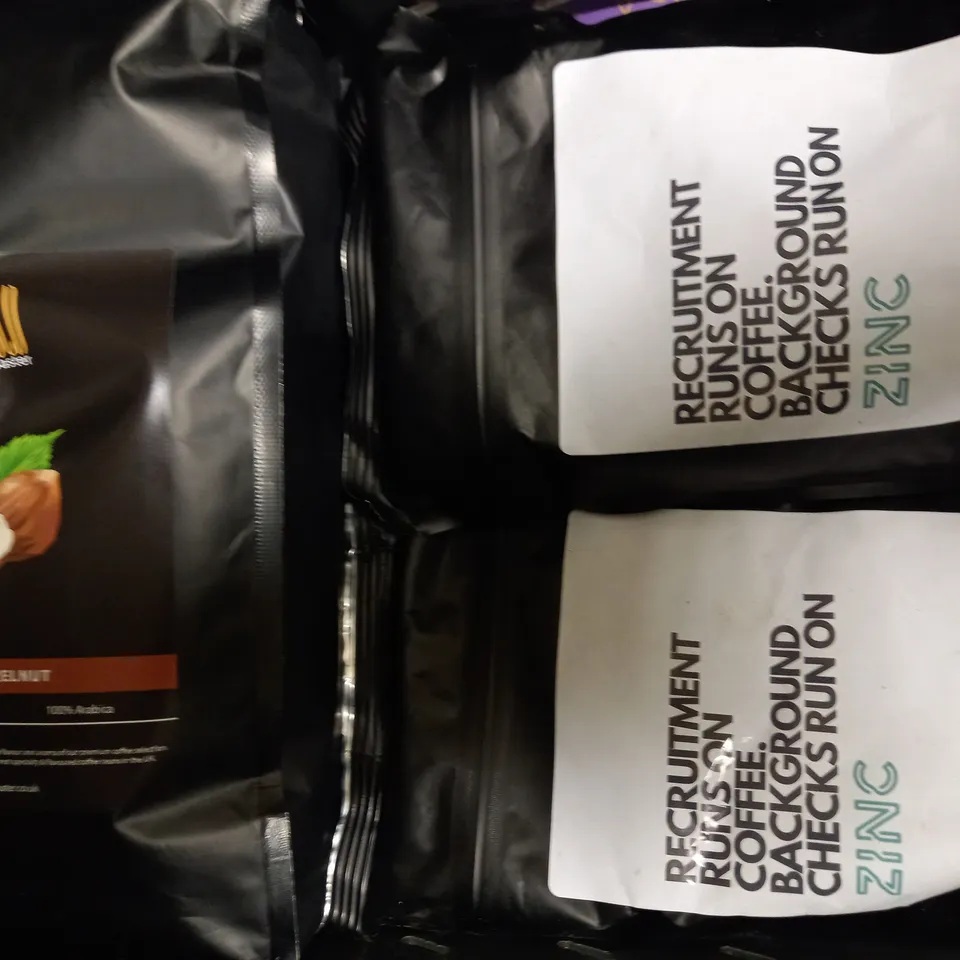 RECRUITMENT
RUNS ON
COFFEE.
BACKGROUND
CHECKS RUN ON
ZINC
RECRUITMENT
RUNS ON
COFFEE.
BACKGROUND
CHECKS RUN ON
ZINC
ELNUT
100% Arabica